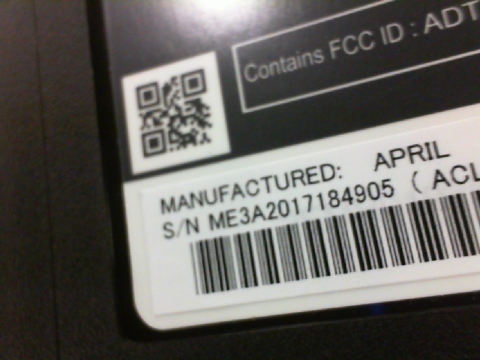 Contains FCC ID : ADT
MANUFACTURED: APRIL
S/N ME3A2017184905 ( ACL